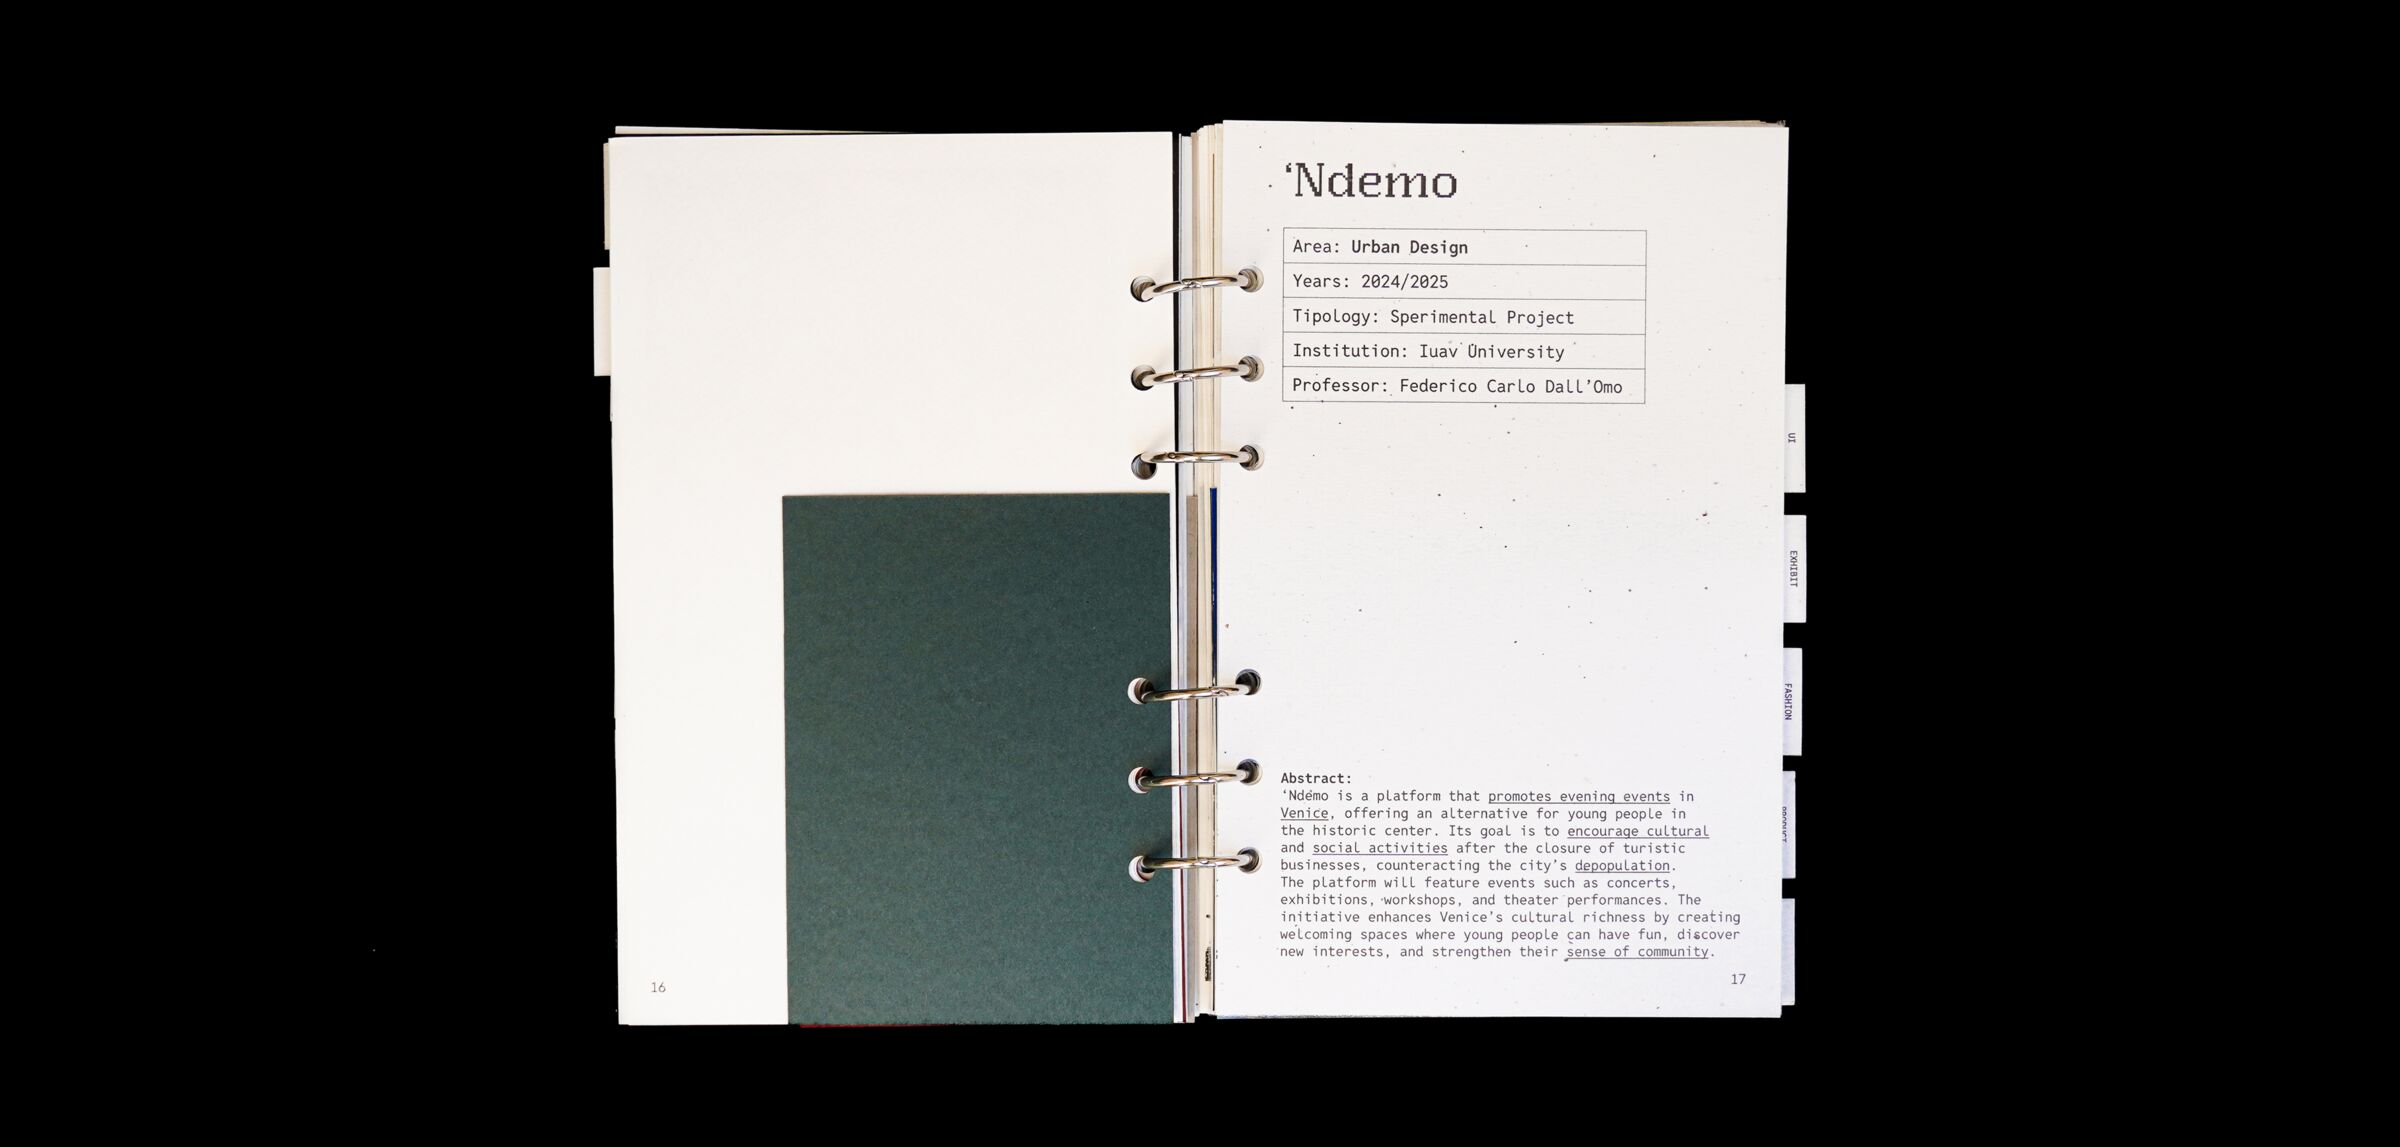 16
‘Ndemo
Area: Urban Design
Years: 2024/2025
Tipology: Sperimental Project
Institution: Iuav University
Professor: Federico Carlo Dall’Omo
Abstract:
‘Ndemo is a platform that promotes evening events in
Venice, offering an alternative for young people in
the historic center. Its goal is to encourage cultural
and social activities after the closure of turistic
businesses, counteracting the city’s depopulation.
The platform will feature events such as concerts,
exhibitions, workshops, and theater performances. The
initiative enhances Venice’s cultural richness by creating
welcoming spaces where young people can have fun, discover
new interests, and strengthen their sense of community.
17
UI
EXHIBIT
FASHION
PRODUCT